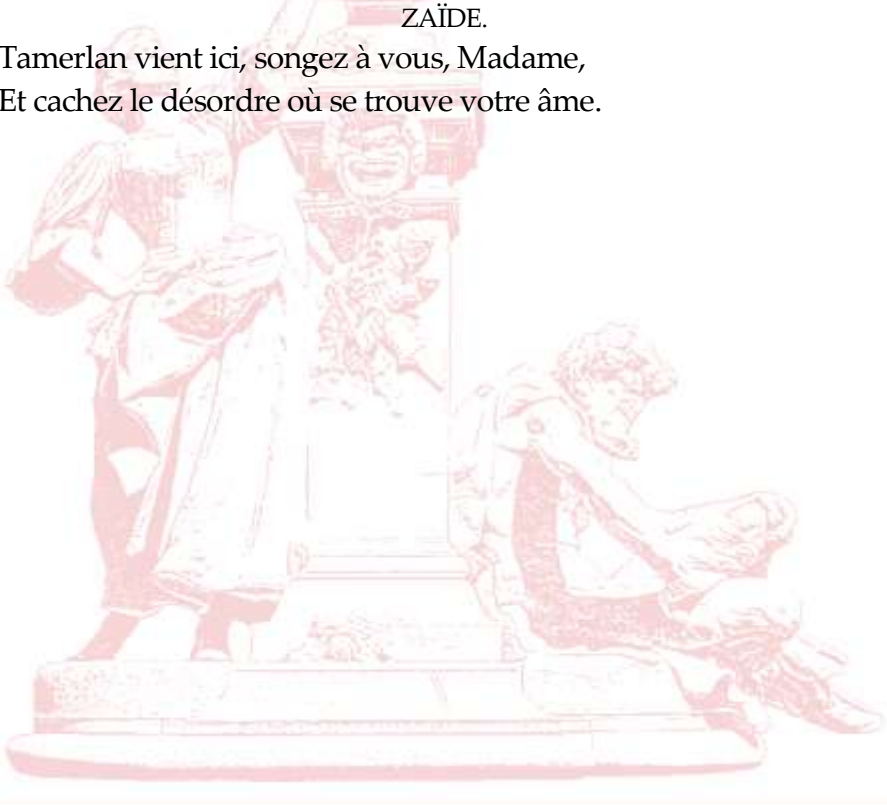 ZAÏDE.
Tamerlan vient ici, songez à vous, Madame,
Et cachez le désordre où se trouve votre âme.